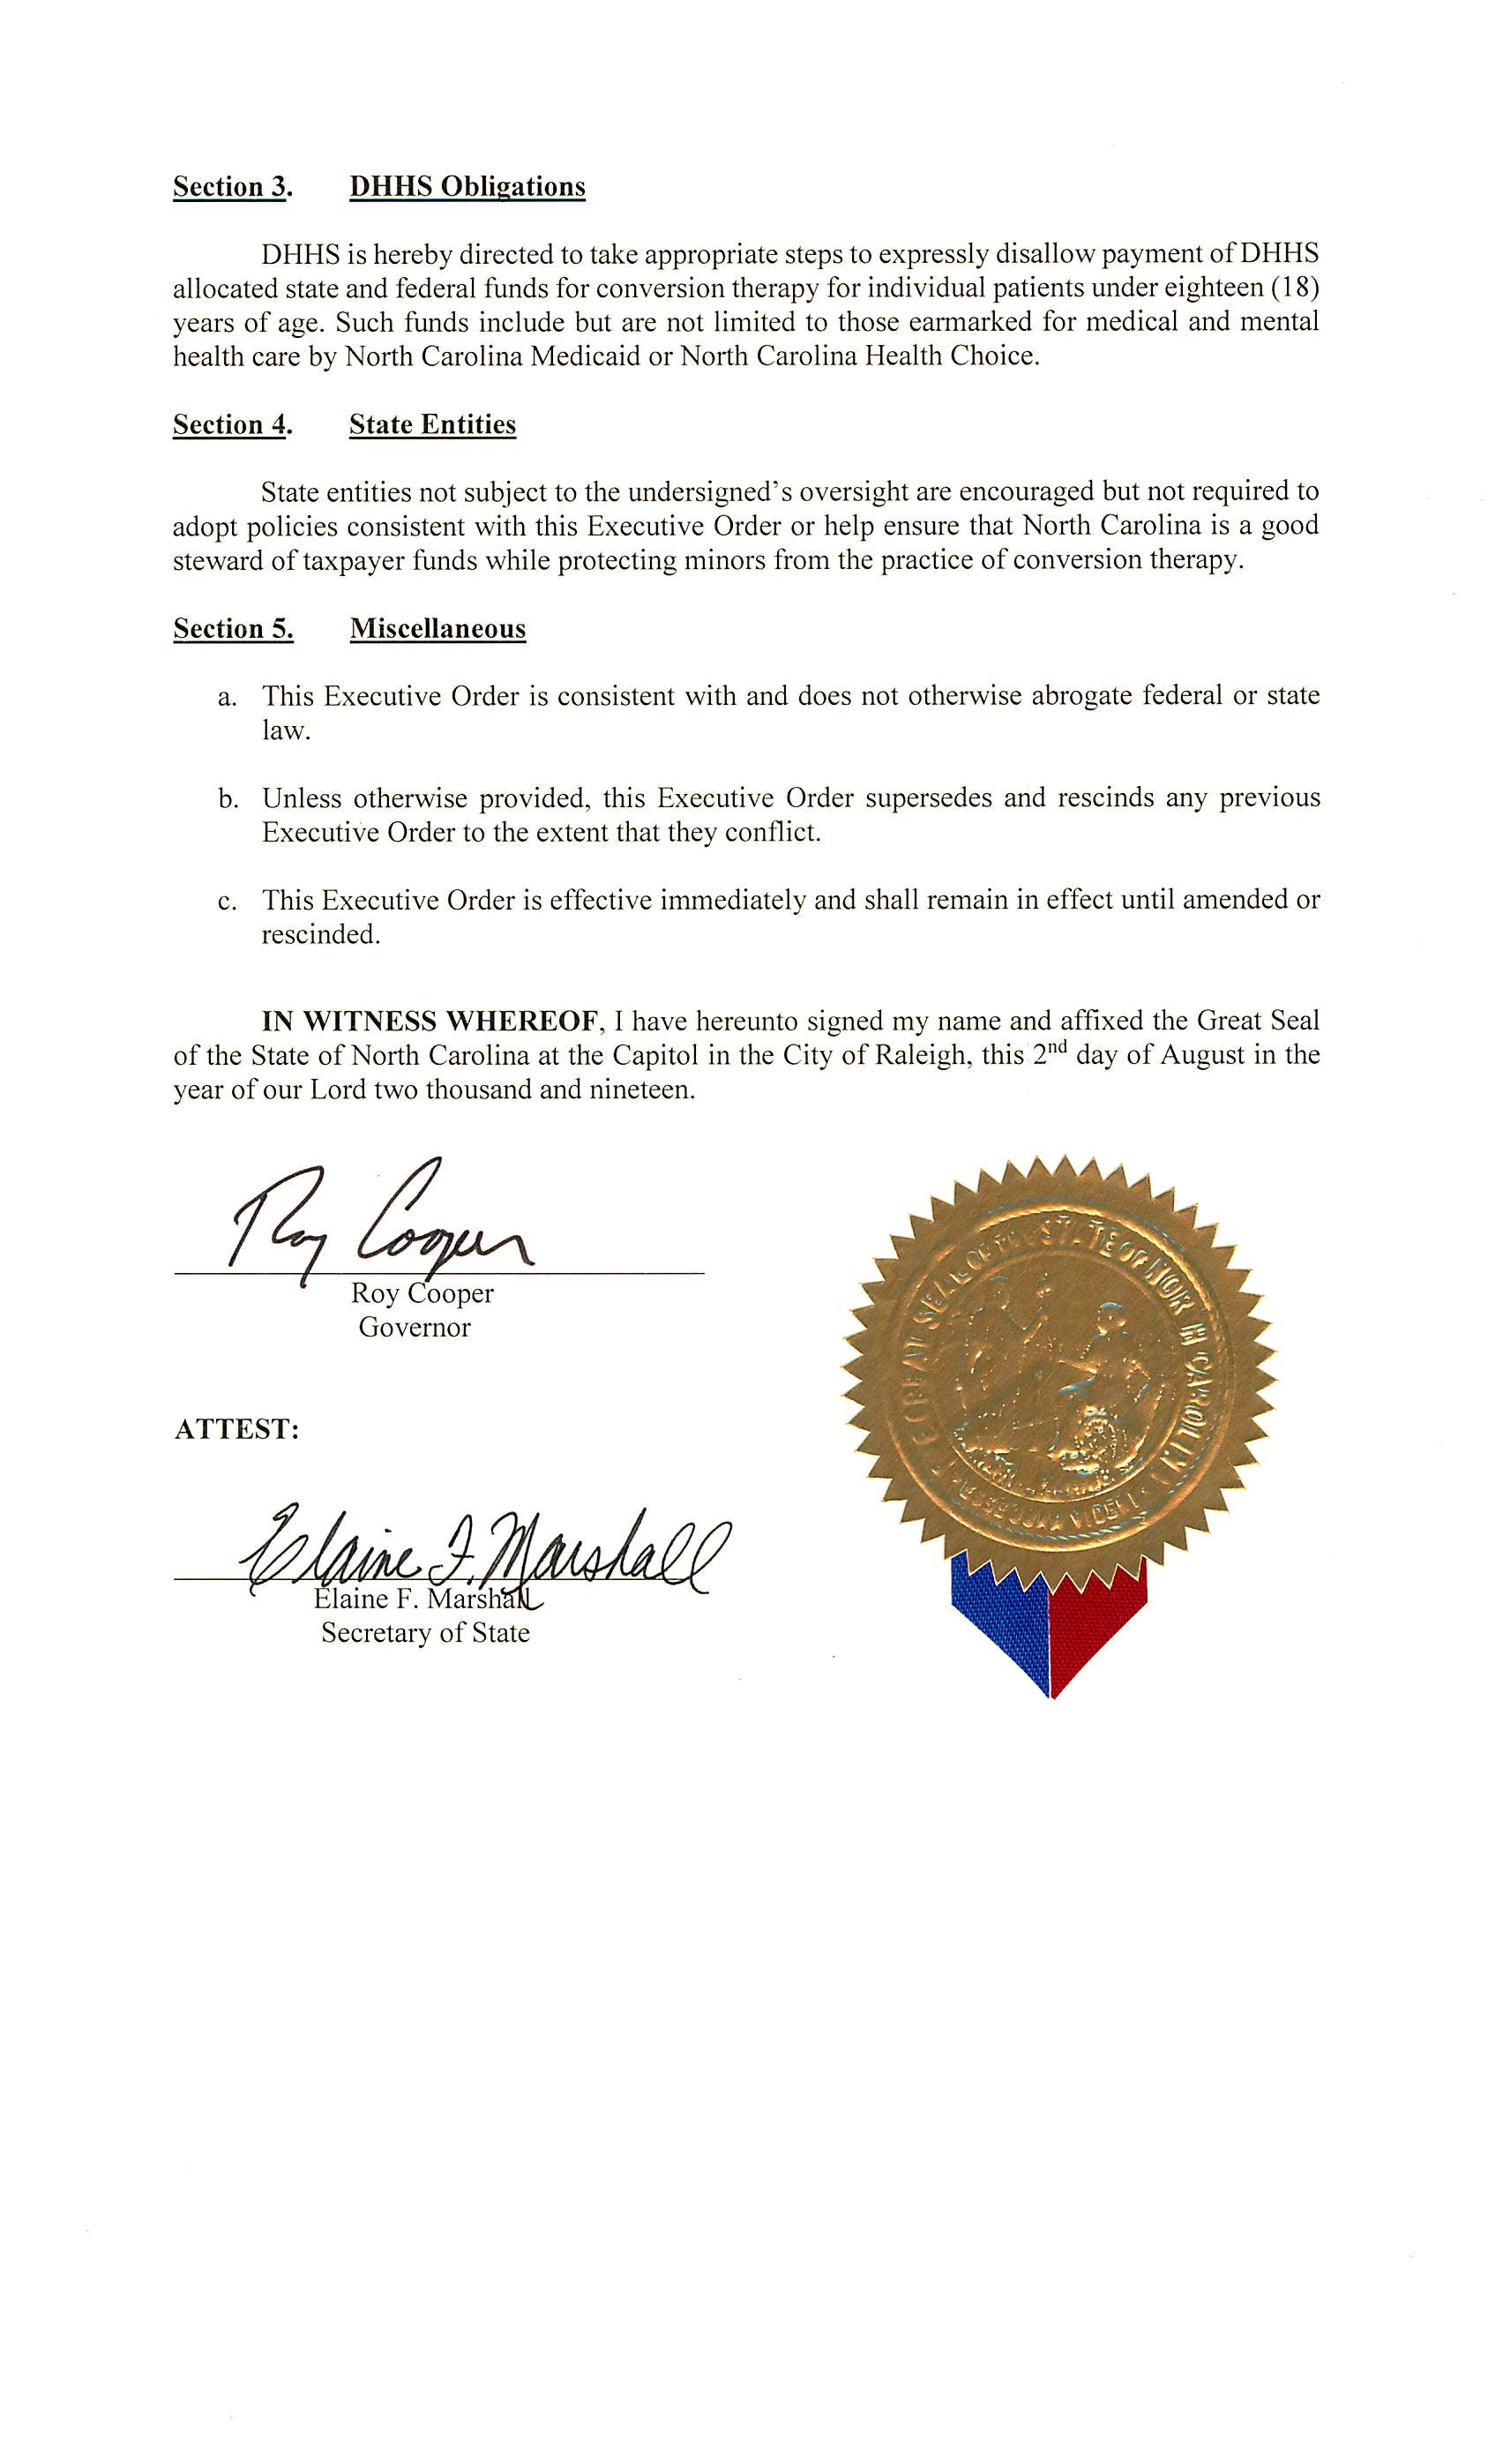 Section 3. DHHS Obligations
DHHS is hereby directed to take appropriate steps to expressly disallow payment of DHHS
allocated state and federal funds for conversion therapy for individual patients under eighteen (18)
years of age. Such funds include but are not limited to those earmarked for medical and mental
health care by North Carolina Medicaid or North Carolina Health Choice.
Section 4. State Entities
State entities not subject to the undersigned's oversight are encouraged but not required to
adopt policies consistent with this Executive Order or help ensure that North Carolina is a good
steward of taxpayer funds while protecting minors from the practice of conversion therapy.
Section 5. Miscellaneous
a. This Executive Order is consistent with and does not otherwise abrogate federal or state
law.
b. Unless otherwise provided, this Executive Order supersedes and rescinds any previous
Executive Order to the extent that they conflict.
c. This Executive Order is effective immediately and shall remain in effect until amended or
rescinded.
IN WITNESS WHEREOF, I have hereunto signed my name and affixed the Great Seal
of the State of North Carolina at the Capitol in the City of Raleigh, this 2nd day of August in the
year of our Lord two thousand and nineteen.
Roy Cooper
Roy Cooper
Governor
ATTEST:
Elaine F. Marshall
Elaine F. Marshall
Secretary of State
GREAT SEAL OF THE STATE OF NORTH CAROLINA